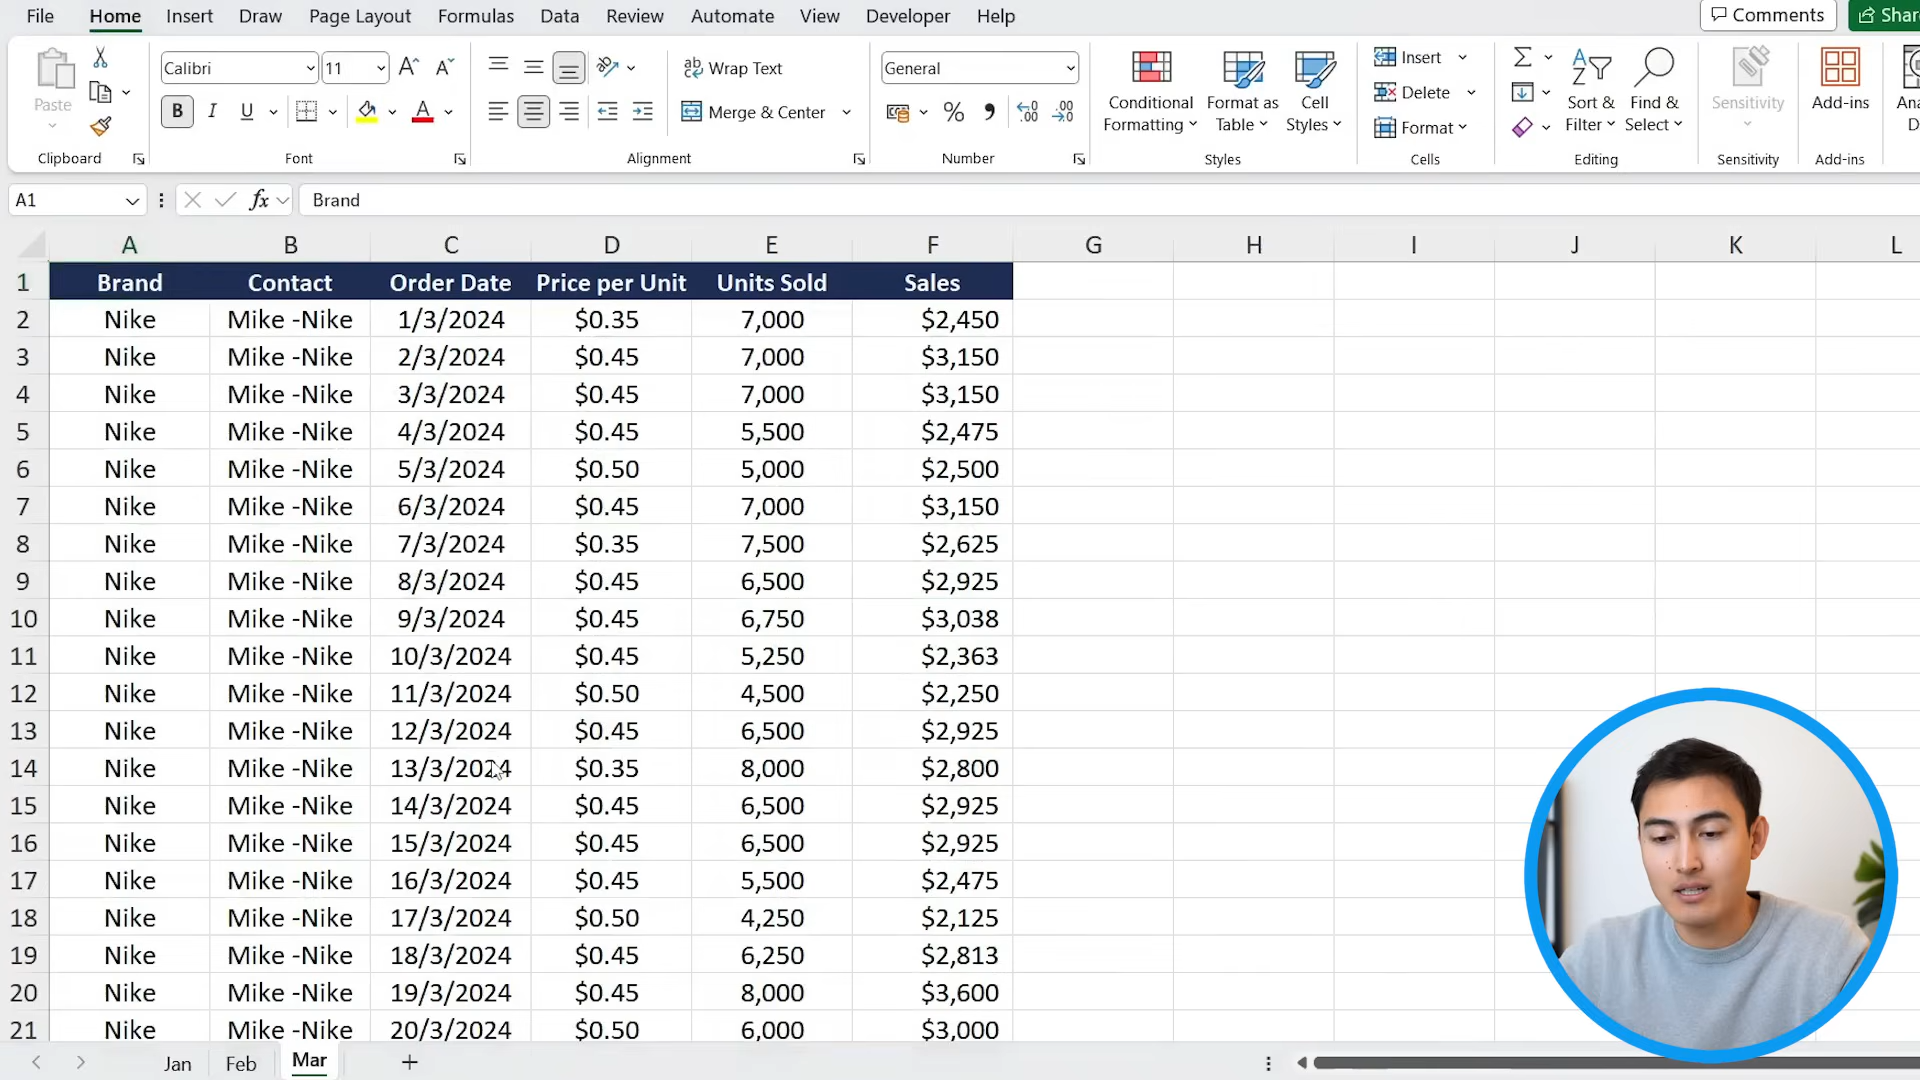 File Home Insert Draw Page Layout Formulas Data Review Automate View Developer Help Comments
Calibri 11 Wrap Text General Insert
Paste Conditional Formatting Format as Table Cell Styles Delete Sort & Filter Find & Select Sensitivity Add-ins
B I U A Merge & Center % Format
Clipboard Font Alignment Number Styles Cells Editing Sensitivity Add-ins
A1 fx Brand
A B C D E F G H I J K L
1 Brand Contact Order Date Price per Unit Units Sold Sales
2 Nike Mike -Nike 1/3/2024 $0.35 7,000 $2,450
3 Nike Mike -Nike 2/3/2024 $0.45 7,000 $3,150
4 Nike Mike -Nike 3/3/2024 $0.45 7,000 $3,150
5 Nike Mike -Nike 4/3/2024 $0.45 5,500 $2,475
6 Nike Mike -Nike 5/3/2024 $0.50 5,000 $2,500
7 Nike Mike -Nike 6/3/2024 $0.45 7,000 $3,150
8 Nike Mike -Nike 7/3/2024 $0.35 7,500 $2,625
9 Nike Mike -Nike 8/3/2024 $0.45 6,500 $2,925
10 Nike Mike -Nike 9/3/2024 $0.45 6,750 $3,038
11 Nike Mike -Nike 10/3/2024 $0.45 5,250 $2,363
12 Nike Mike -Nike 11/3/2024 $0.50 4,500 $2,250
13 Nike Mike -Nike 12/3/2024 $0.45 6,500 $2,925
14 Nike Mike -Nike 13/3/2024 $0.35 8,000 $2,800
15 Nike Mike -Nike 14/3/2024 $0.45 6,500 $2,925
16 Nike Mike -Nike 15/3/2024 $0.45 6,500 $2,925
17 Nike Mike -Nike 16/3/2024 $0.45 5,500 $2,475
18 Nike Mike -Nike 17/3/2024 $0.50 4,250 $2,125
19 Nike Mike -Nike 18/3/2024 $0.45 6,250 $2,813
20 Nike Mike -Nike 19/3/2024 $0.45 8,000 $3,600
21 Nike Mike -Nike 20/3/2024 $0.50 6,000 $3,000
Jan Feb Mar